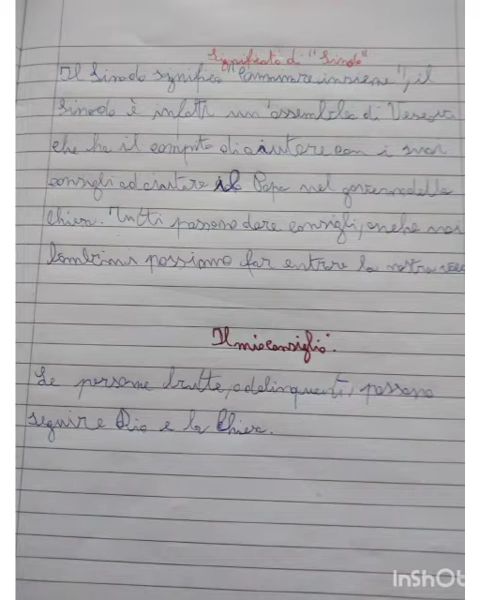 Significato di "Sinodo"
Il Sinodo significa "Camminare insieme", il
Sinodo è infatti un'assemblea di Vescovi
che ha il compito di aiutare con i suoi
consigli ad aiutare il Papa nel governo della
Chiesa. Tutti possono dare consigli, anche noi
bambini possiamo far entrare la nostra
Il mio consiglio.
Le persone brutte, o delinquenti, possono
seguire Dio e la Chiesa.
InShOt